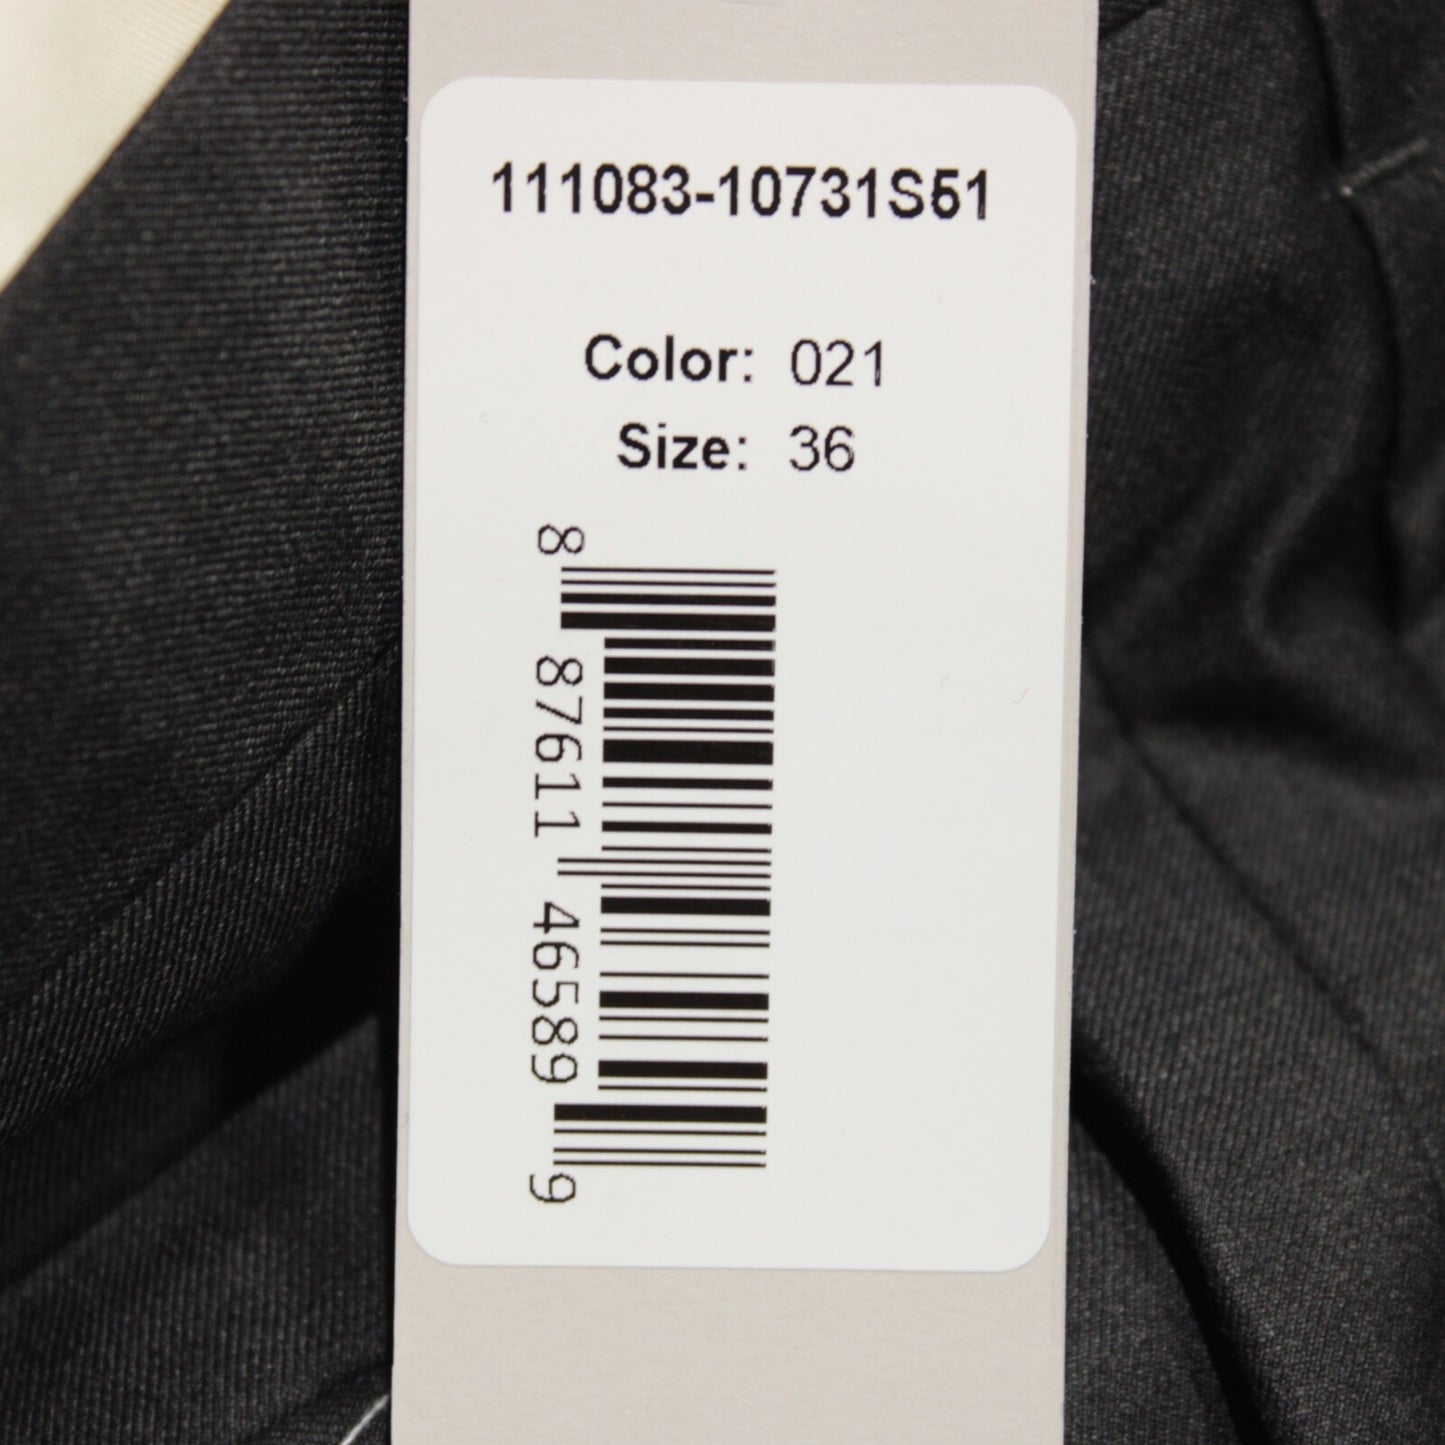 111083-10731S51
Color: 021
Size: 36
8 87611 46589 9